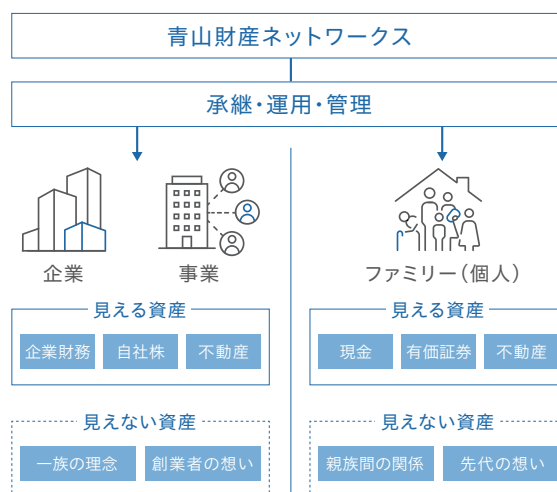 青山財産ネットワークス
承継・運用・管理
企業
事業
ファミリー（個人）
見える資産
企業財務
自社株
不動産
見える資産
現金
有価証券
不動産
見えない資産
一族の理念
創業者の想い
見えない資産
親族間の関係
先代の想い